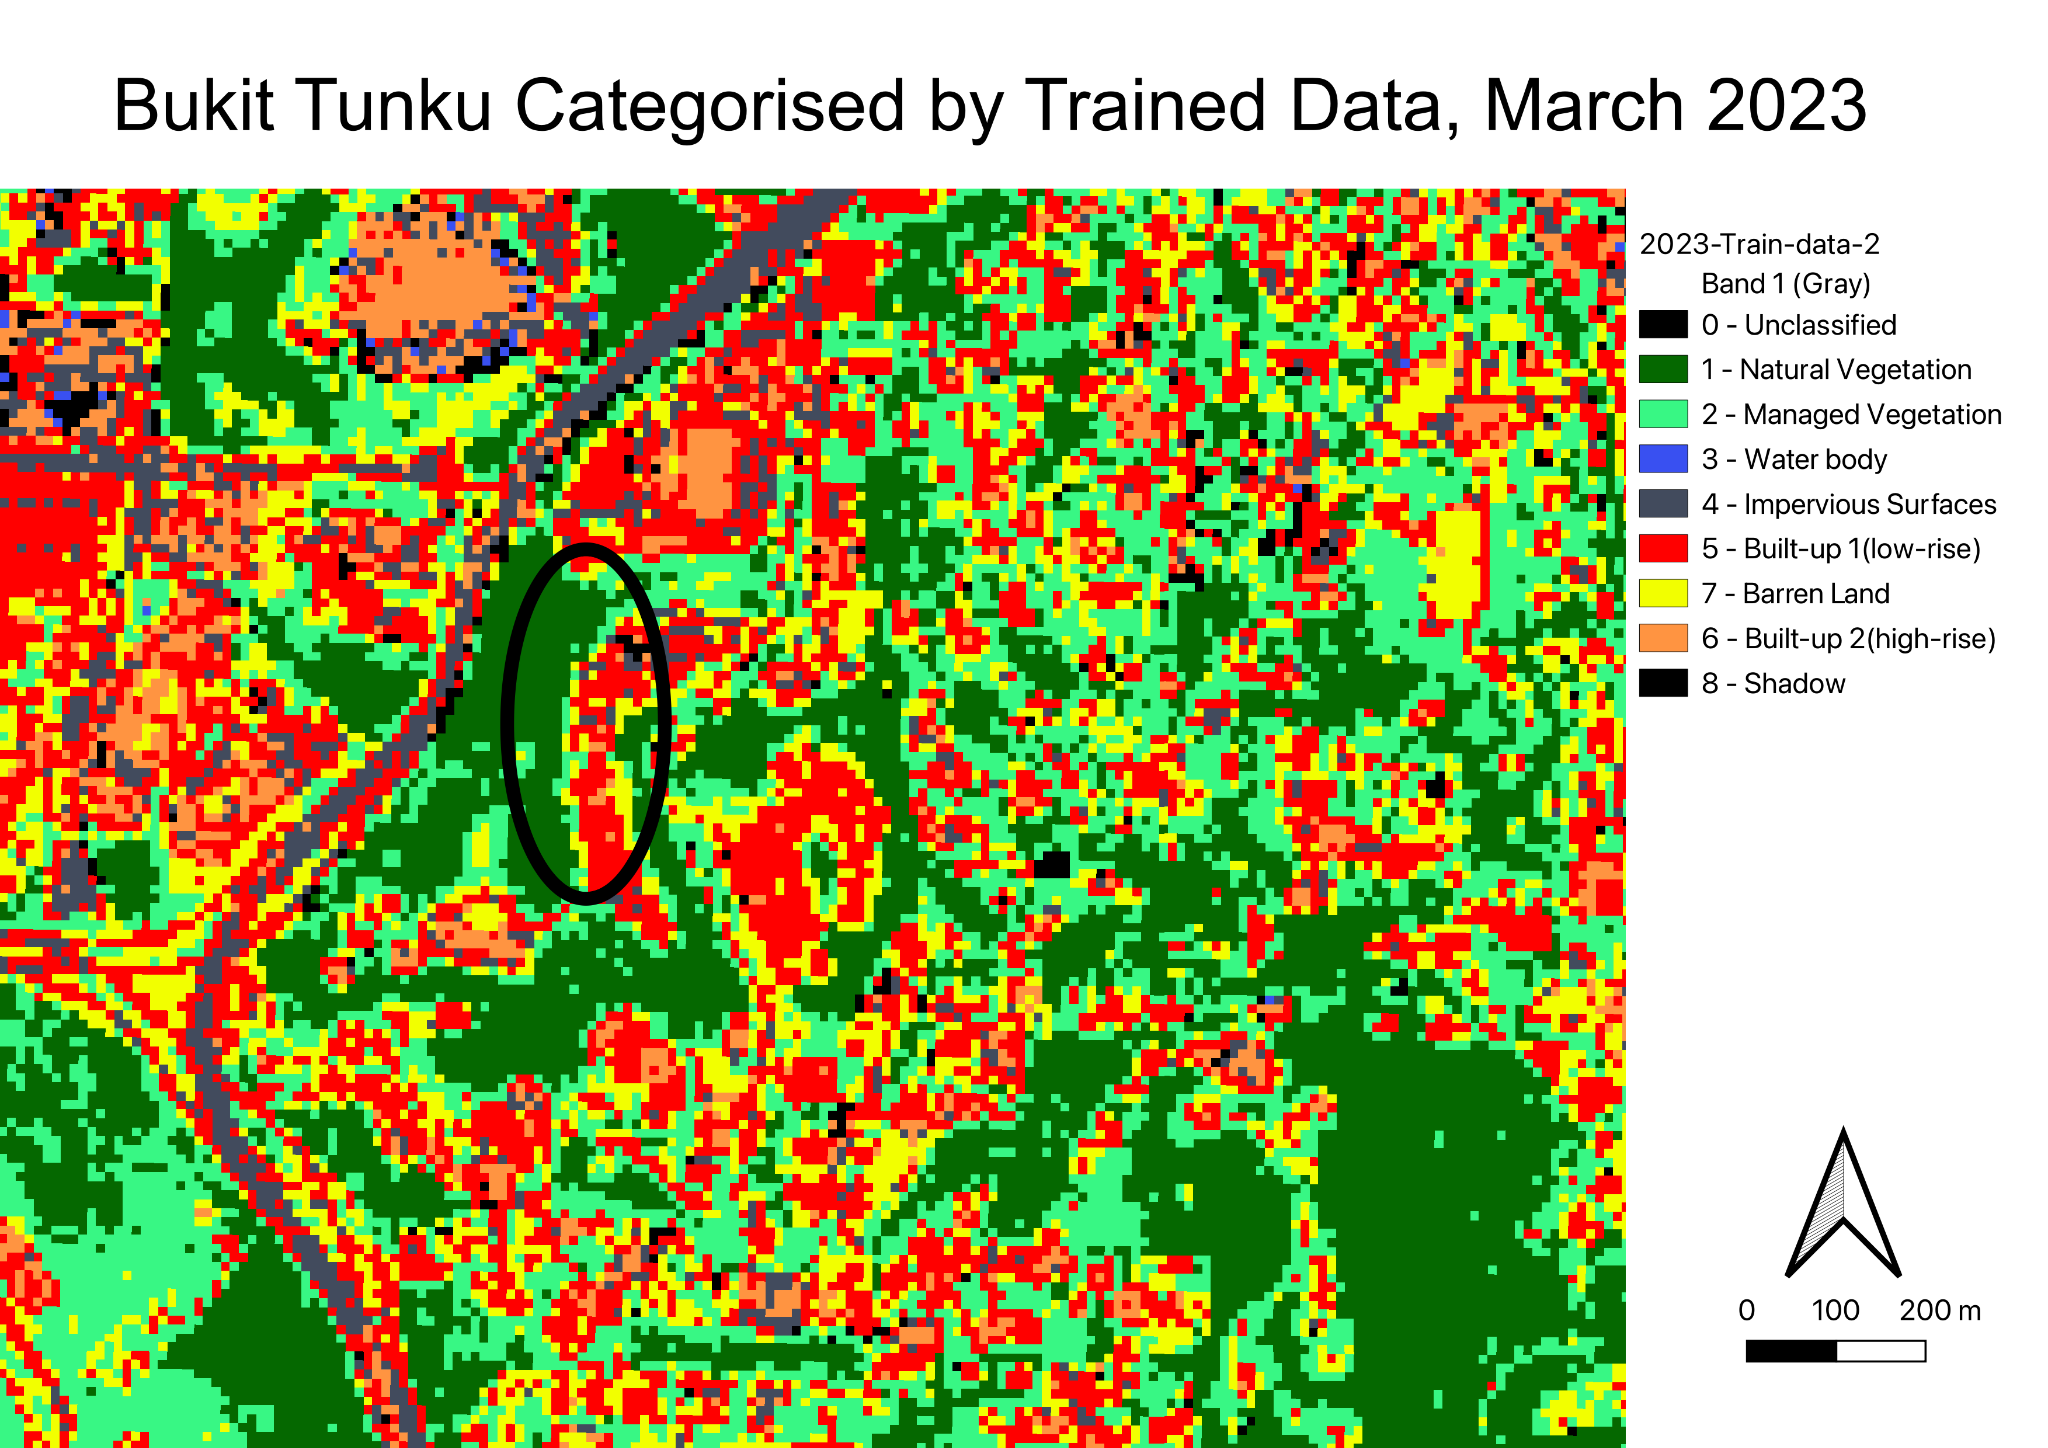 Bukit Tunku Categorised by Trained Data, March 2023
2023-Train-data-2
Band 1 (Gray)
0 - Unclassified
1 - Natural Vegetation
2 - Managed Vegetation
3 - Water body
4 - Impervious Surfaces
5 - Built-up 1(low-rise)
7 - Barren Land
6 - Built-up 2(high-rise)
8 - Shadow
0 100 200 m